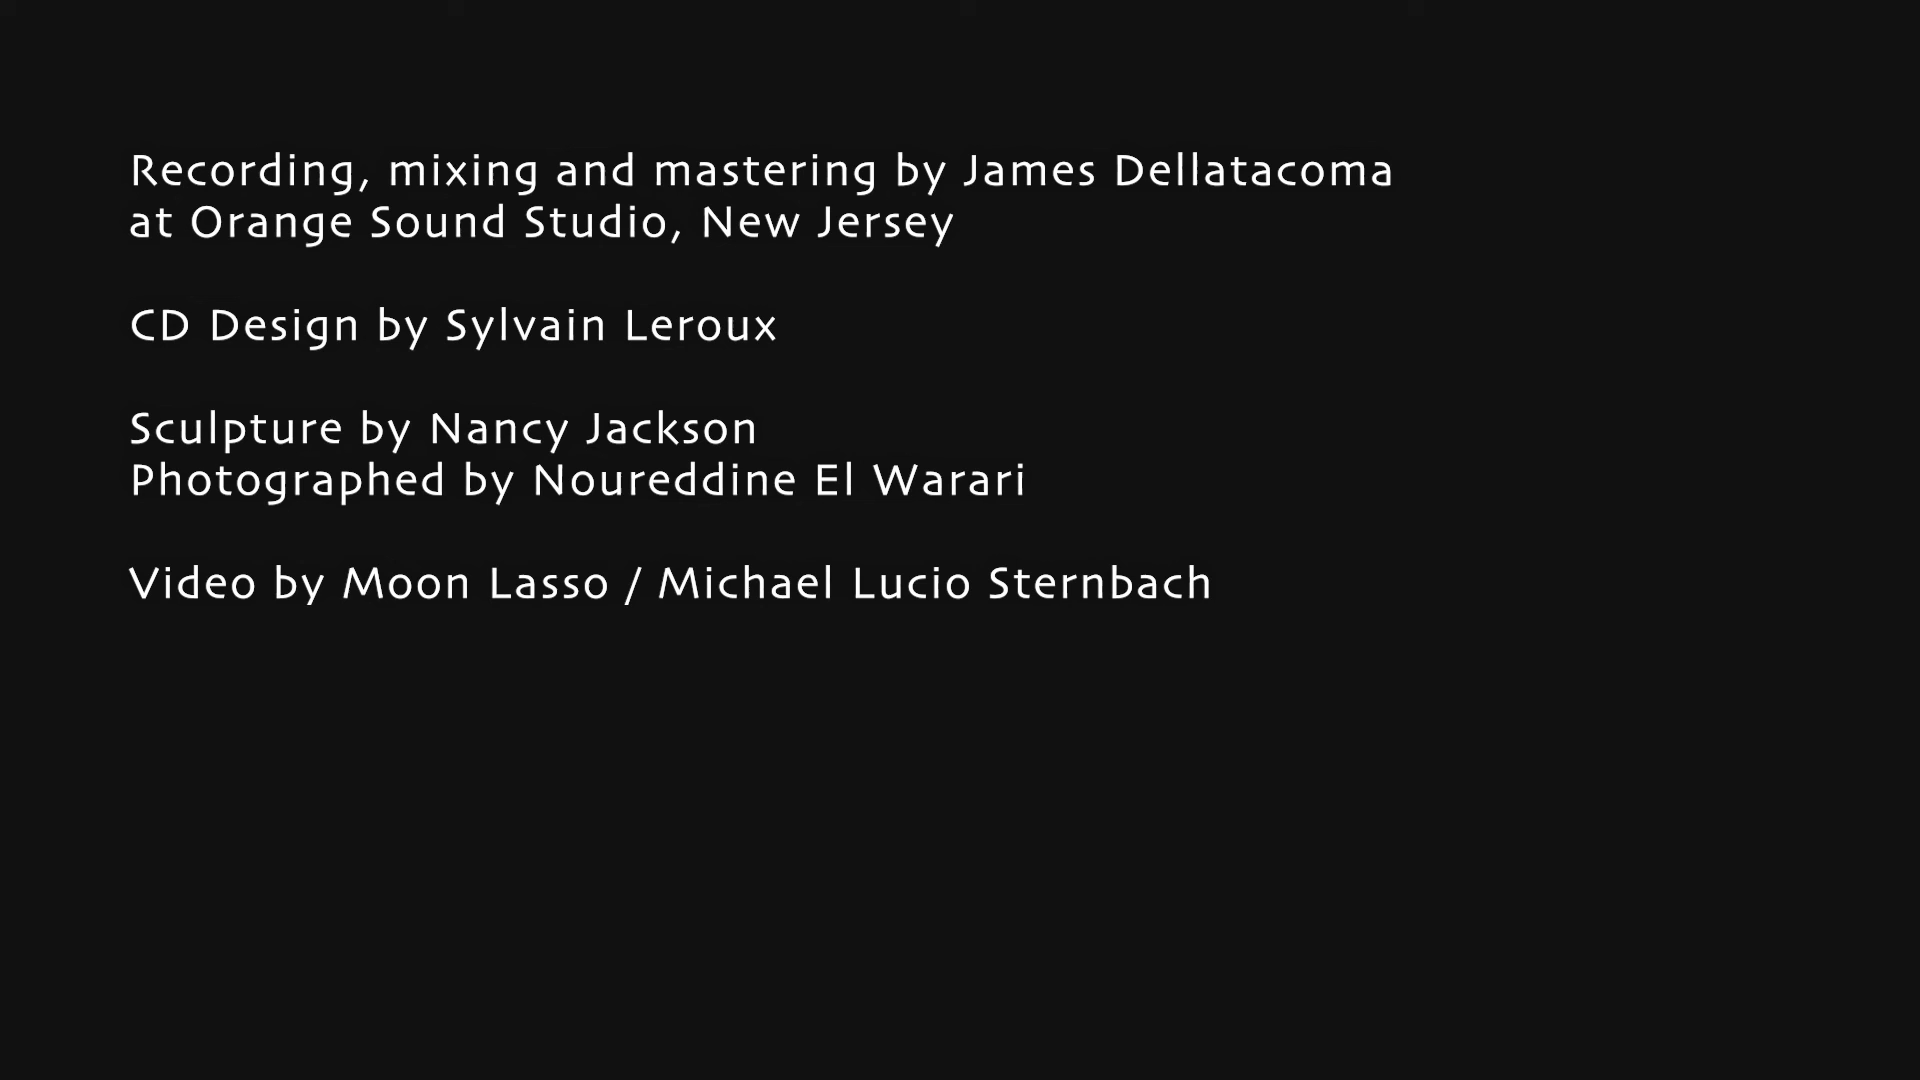 Recording, mixing and mastering by James Dellatacoma
at Orange Sound Studio, New Jersey
CD Design by Sylvain Leroux
Sculpture by Nancy Jackson
Photographed by Noureddine El Warari
Video by Moon Lasso / Michael Lucio Sternbach